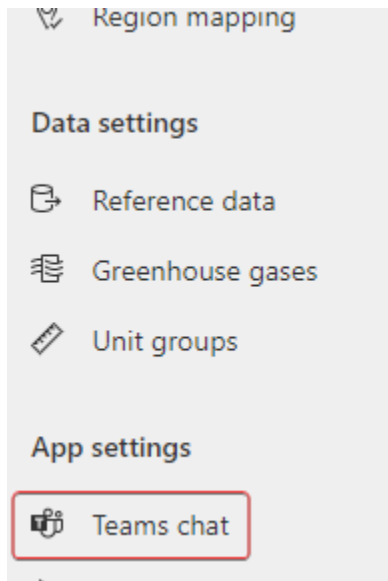 Region mapping
Data settings
Reference data
Greenhouse gases
Unit groups
App settings
Teams chat